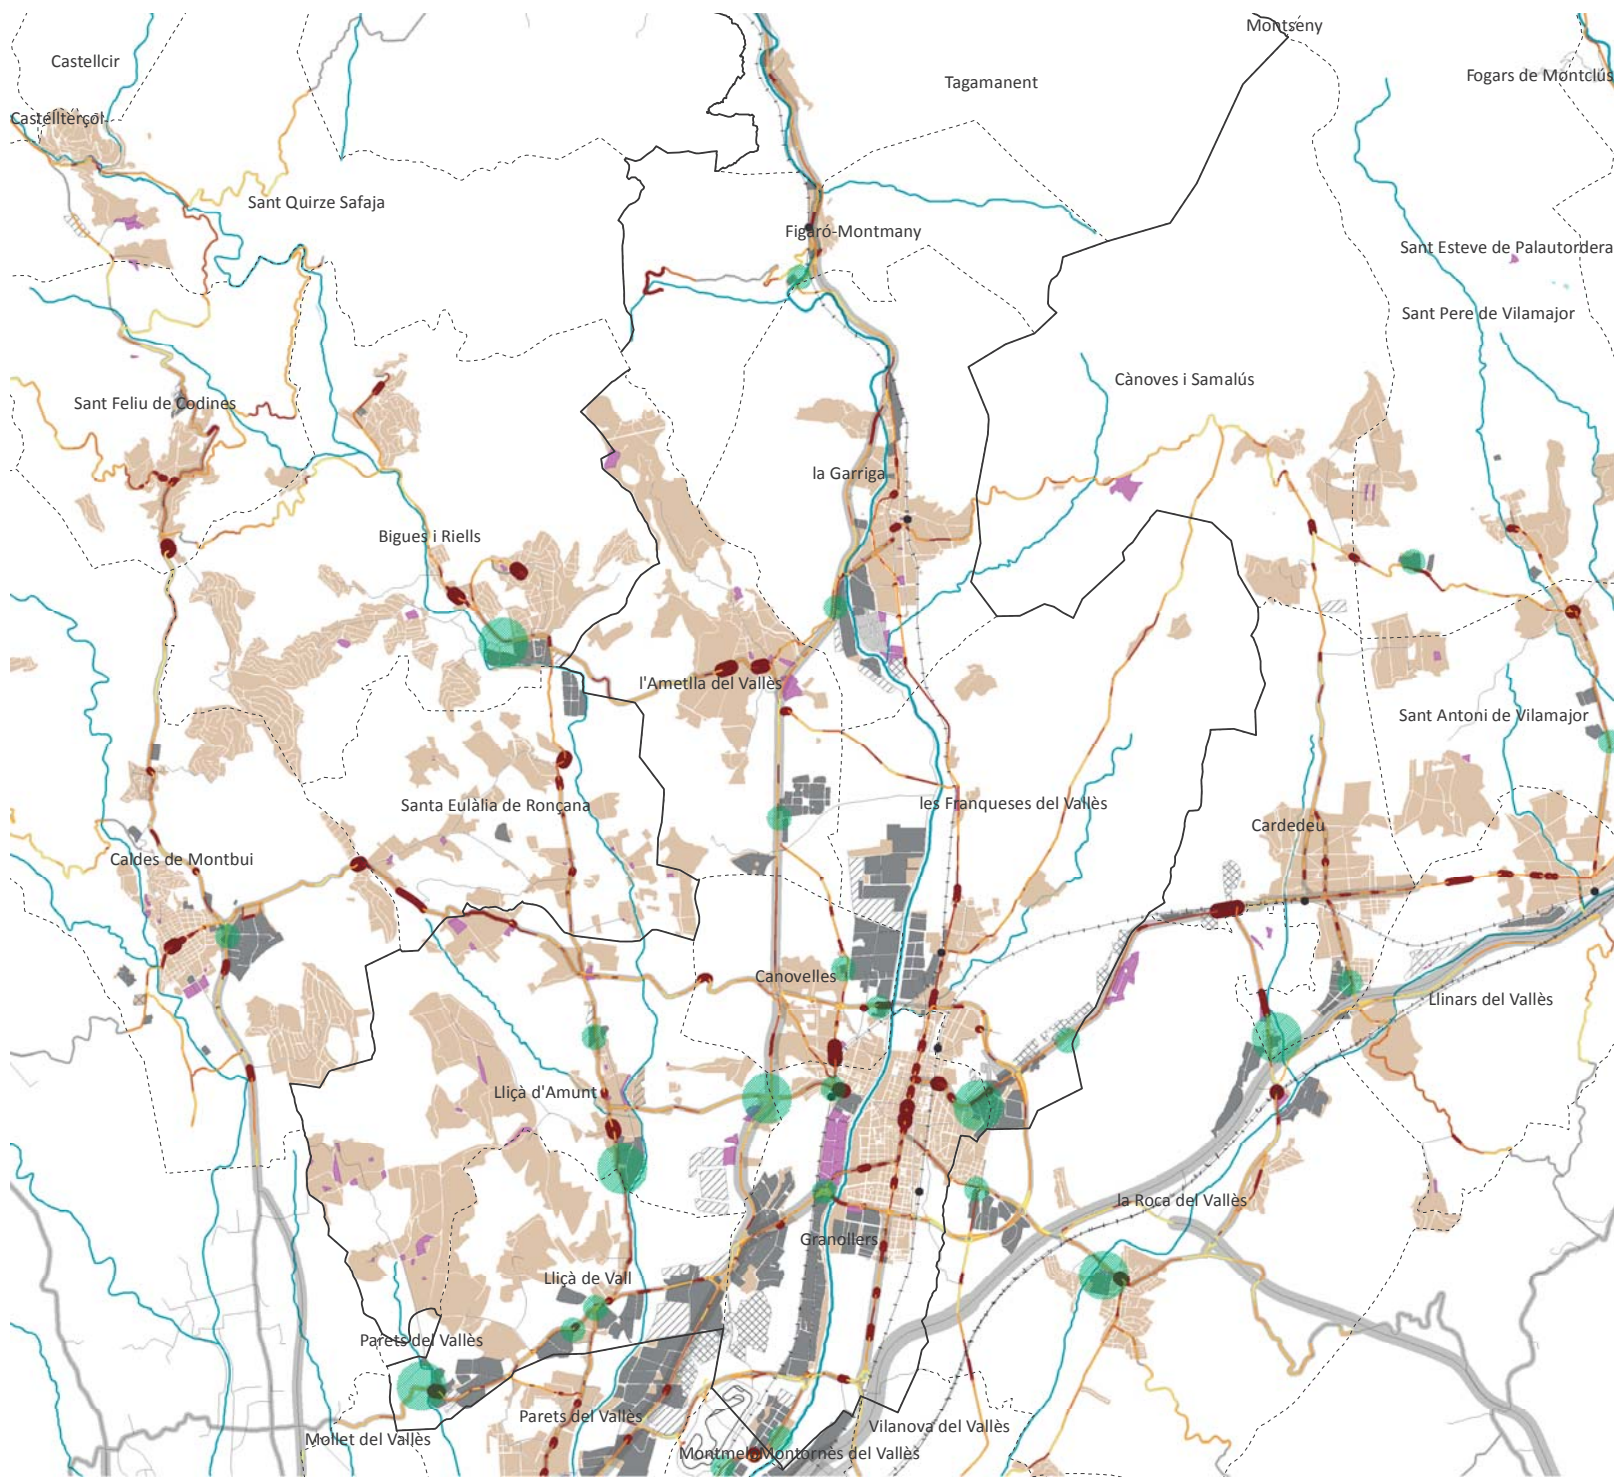 Montseny
Castellcir
Tagamanent
Fogars de Montclús
Castellterçol
Sant Quirze Safaja
Figaró-Montmany
Sant Esteve de Palautordera
Sant Pere de Vilamajor
Cànoves i Samalús
Sant Feliu de Codines
la Garriga
Bigues i Riells
l'Ametlla del Vallès
Sant Antoni de Vilamajor
Santa Eulàlia de Ronçana
les Franqueses del Vallès
Cardedeu
Caldes de Montbui
Canovelles
Llinars del Vallès
Lliçà d'Amunt
la Roca del Vallès
Granollers
Lliçà de Vall
Parets del Vallès
Parets del Vallès
Vilanova del Vallès
Mollet del Vallès
Montmeló
Montornès del Vallès